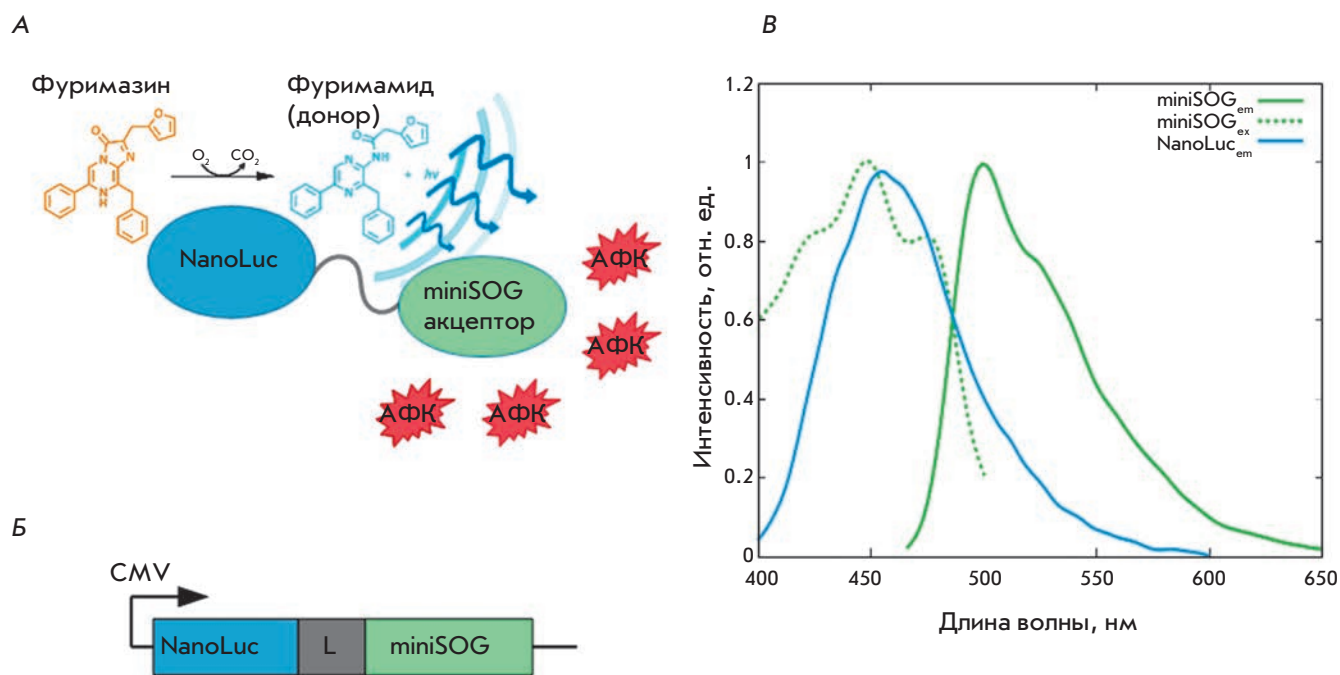 А
Фуримазин
Фуримамид
(донор)
O
O
N
N
N
H
O₂
CO₂
O
O
NH
N
N
+ hν
NanoLuc
miniSOG
акцептор
АФК
АФК
АФК
АФК
Б
CMV
NanoLuc
L
miniSOG
В
1.2
1
0.8
0.6
0.4
0.2
0
miniSOGem
miniSOGex
NanoLucem
Интенсивность, отн. ед.
400
450
500
550
600
650
Длина волны, нм